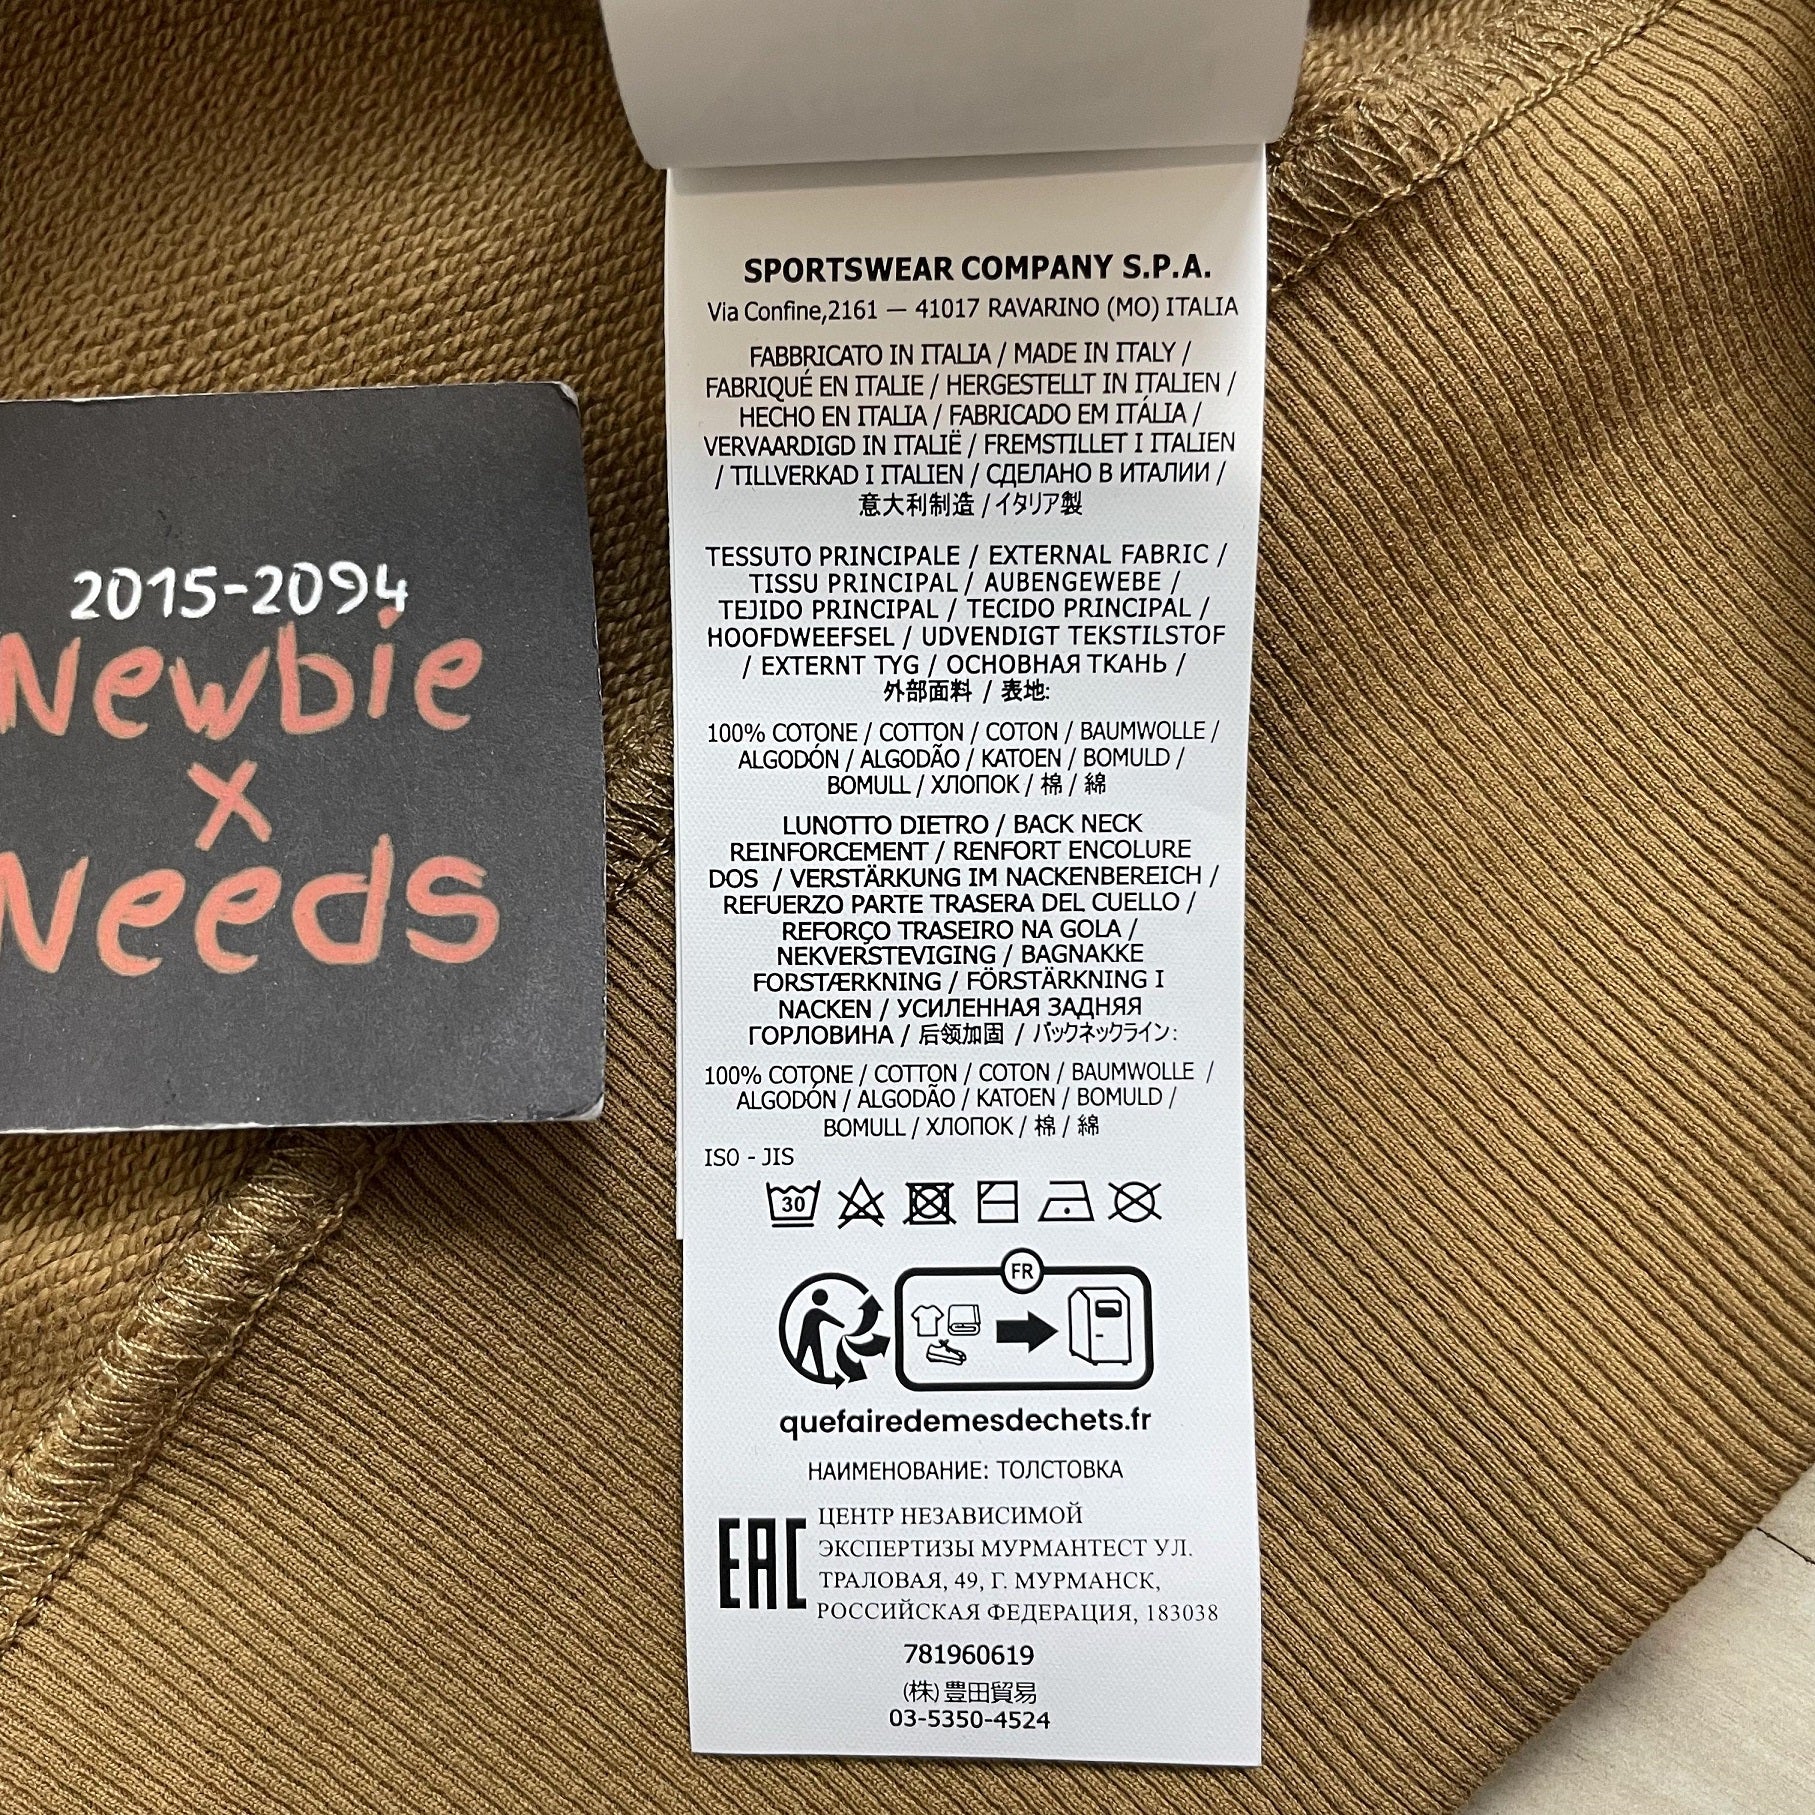 2015-2094
Newbie
x
Needs
SPORTSWEAR COMPANY S.P.A.
Via Confine,2161 — 41017 RAVARINO (MO) ITALIA
FABBRICATO IN ITALIA / MADE IN ITALY /
FABRIQUÉ EN ITALIE / HERGESTELLT IN ITALIEN /
HECHO EN ITALIA / FABRICADO EM ITÁLIA /
VERVAARDIGD IN ITALIË / FREMSTILLET I ITALIEN
/ TILLVERKAD I ITALIEN / СДЕЛАНО В ИТАЛИИ /
意大利制造 / イタリア製
TESSUTO PRINCIPALE / EXTERNAL FABRIC /
TISSU PRINCIPAL / AUBENGEWEBE /
TEJIDO PRINCIPAL / TECIDO PRINCIPAL /
HOOFDWEEFSEL / UDVENDIGT TEKSTILSTOF
/ EXTERNT TYG / ОСНОВНАЯ ТКАНЬ /
外部面料 / 表地:
100% COTONE / COTTON / COTON / BAUMWOLLE /
ALGODÓN / ALGODÃO / KATOEN / BOMULD /
BOMULL / ХЛОПОК / 棉 / 綿
LUNOTTO DIETRO / BACK NECK
REINFORCEMENT / RENFORT ENCOLURE
DOS / VERSTÄRKUNG IM NACKENBEREICH /
REFUERZO PARTE TRASERA DEL CUELLO /
REFORÇO TRASEIRO NA GOLA /
NEKVERSTEVIGING / BAGNAKKE
FORSTÆRKNING / FÖRSTÄRKNING I
NACKEN / УСИЛЕННАЯ ЗАДНЯЯ
ГОРЛОВИНА / 后领加固 / バックネックライン:
100% COTONE / COTTON / COTON / BAUMWOLLE /
ALGODÓN / ALGODÃO / KATOEN / BOMULD /
BOMULL / ХЛОПОК / 棉 / 綿
ISO - JIS
30
FR
quefairedemesdechets.fr
НАИМЕНОВАНИЕ: ТОЛСТОВКА
EAC
ЦЕНТР НЕЗАВИСИМОЙ
ЭКСПЕРТИЗЫ МУРМАНТЕСТ УЛ.
ТРАЛОВАЯ, 49, Г. МУРМАНСК,
РОССИЙСКАЯ ФЕДЕРАЦИЯ, 183038
781960619
(株)豊田貿易
03-5350-4524